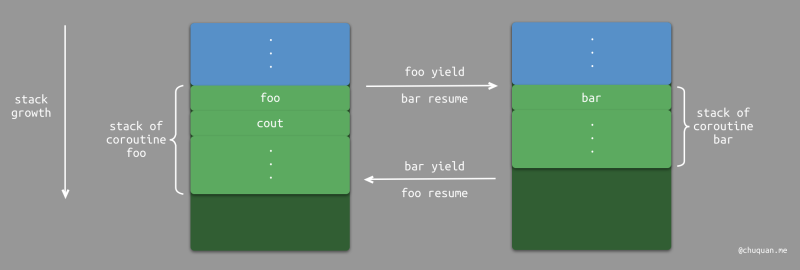 stack
growth
stack of
coroutine
foo
foo
cout
foo yield
bar resume
bar yield
foo resume
bar
stack of
coroutine
bar
@chuquan.me